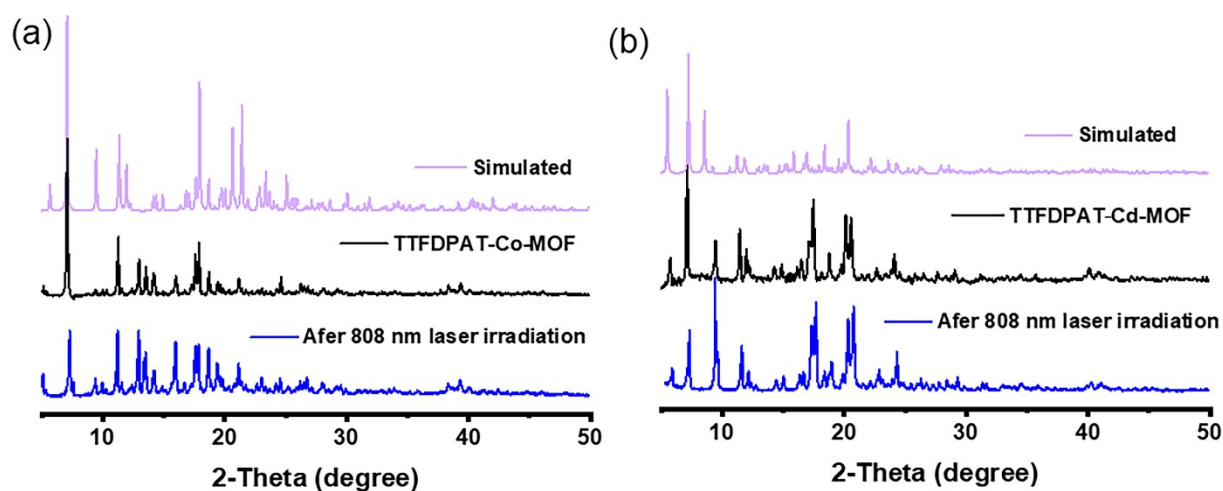 (a)
Simulated
TTFDPAT-Co-MOF
Afer 808 nm laser irradiation
10 20 30 40 50
2-Theta (degree)
(b)
Simulated
TTFDPAT-Cd-MOF
Afer 808 nm laser irradiation
10 20 30 40 50
2-Theta (degree)